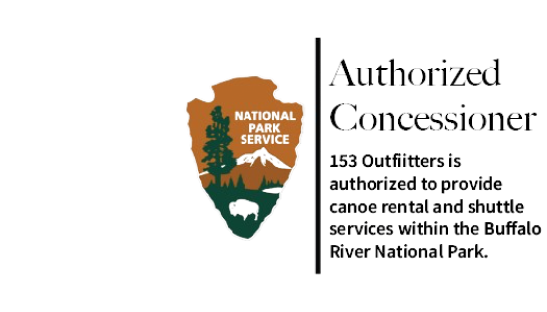 NATIONAL
PARK
SERVICE
Authorized
Concessioner
153 Outfiitters is
authorized to provide
canoe rental and shuttle
services within the Buffalo
River National Park.